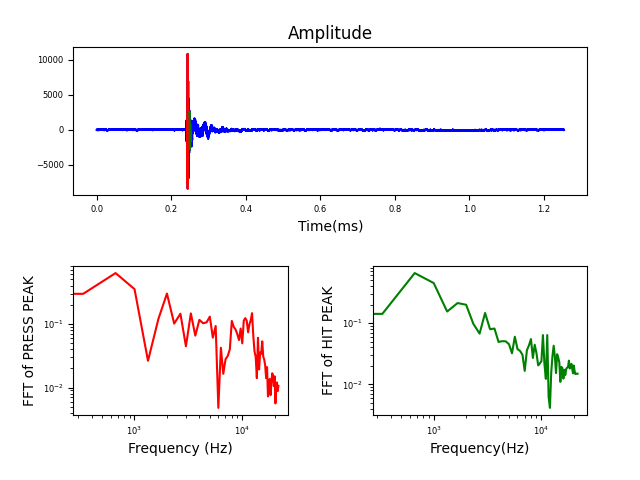 Amplitude
10000
5000
0
−5000
0.0 0.2 0.4 0.6 0.8 1.0 1.2
Time(ms)
FFT of PRESS PEAK
10⁻¹
10⁻²
10³ 10⁴
Frequency (Hz)
FFT of HIT PEAK
10⁻¹
10⁻²
10³ 10⁴
Frequency(Hz)